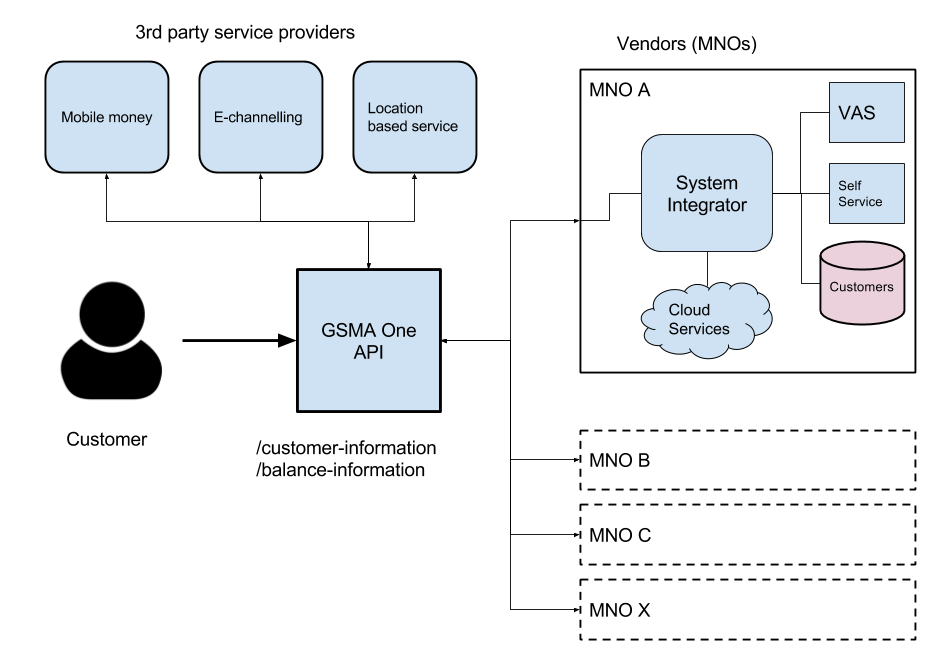 3rd party service providers
Mobile money
E-channelling
Location
based service
Vendors (MNOs)
MNO A
System
Integrator
VAS
Self
Service
Customers
Cloud
Services
GSMA One
API
Customer
/customer-information
/balance-information
MNO B
MNO C
MNO X